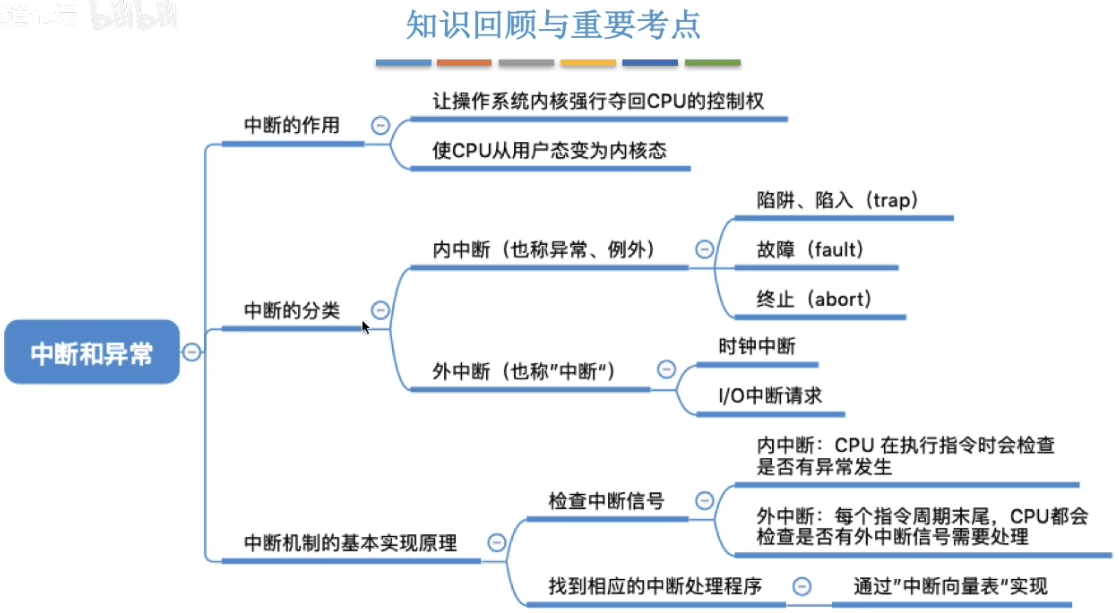 bilibili
知识回顾与重要考点
中断和异常
中断的作用
让操作系统内核强行夺回CPU的控制权
使CPU从用户态变为内核态
中断的分类
内中断（也称异常、例外）
陷阱、陷入（trap）
故障（fault）
终止（abort）
外中断（也称”中断“）
时钟中断
I/O中断请求
中断机制的基本实现原理
检查中断信号
内中断：CPU 在执行指令时会检查
是否有异常发生
外中断：每个指令周期末尾，CPU都会
检查是否有外中断信号需要处理
找到相应的中断处理程序
通过”中断向量表“实现